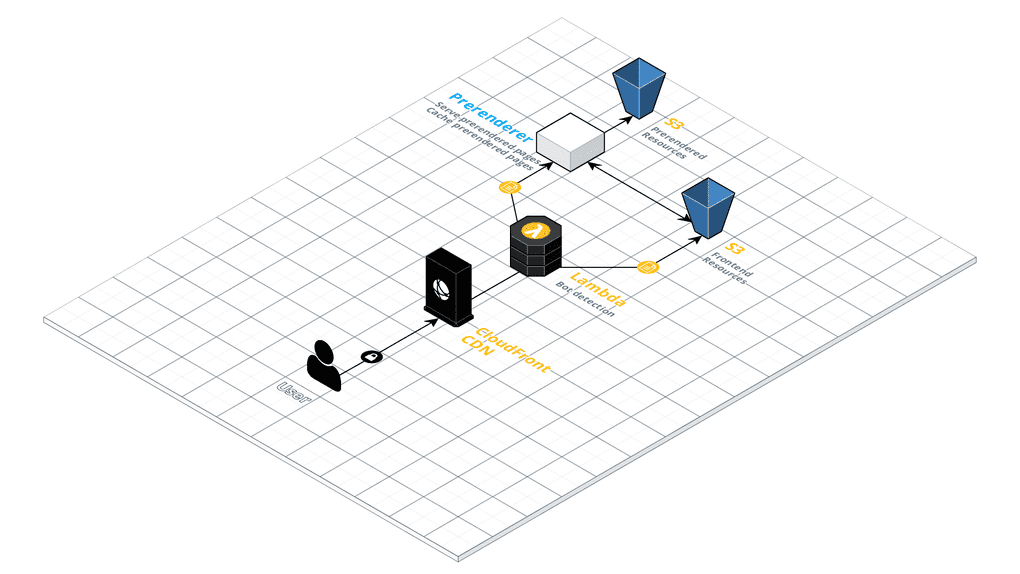 Prerenderer
Serve prerendered pages
Cache prerendered pages
S3
Prerendered
Resources
S3
Frontend
Resources
Lambda
Bot detection
CloudFront
CDN
User